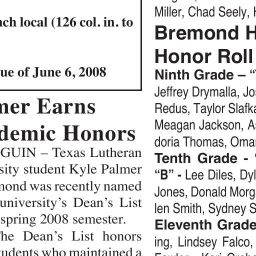 ach local (126 col. in. to
ue of June 6, 2008
mer Earns
demic Honors
GUIN – Texas Lutheran
sity student Kyle Palmer
mond was recently named
university's Dean's List
spring 2008 semester.
he Dean's List honors
tudents who maintained a
Miller, Chad Seely, H
Bremond H
Honor Roll
Ninth Grade – "
Jeffrey Drymalla, Jo
Redus, Taylor Slafka
Meagan Jackson, As
doria Thomas, Omar
Tenth Grade - "
"B" - Lee Diles, Dyl
Jones, Donald Morg
len Smith, Sydney S
Eleventh Grade
ing, Lindsey Falco,